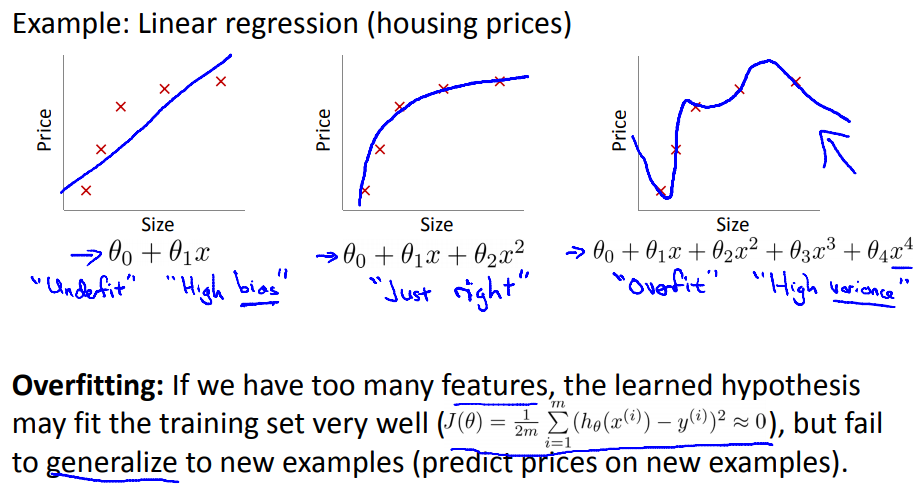 Example: Linear regression (housing prices)
Price Price Price
Size Size Size
→ θ₀ + θ₁x → θ₀ + θ₁x + θ₂x² → θ₀ + θ₁x + θ₂x² + θ₃x³ + θ₄x⁴
"Underfit" "High bias" "Just right" "Overfit" "High variance"
Overfitting: If we have too many features, the learned hypothesis
may fit the training set very well (J(θ) = 1/2m ∑ᵢ₌₁ᵐ (h_θ(x⁽ⁱ⁾) − y⁽ⁱ⁾)² ≈ 0), but fail
to generalize to new examples (predict prices on new examples).